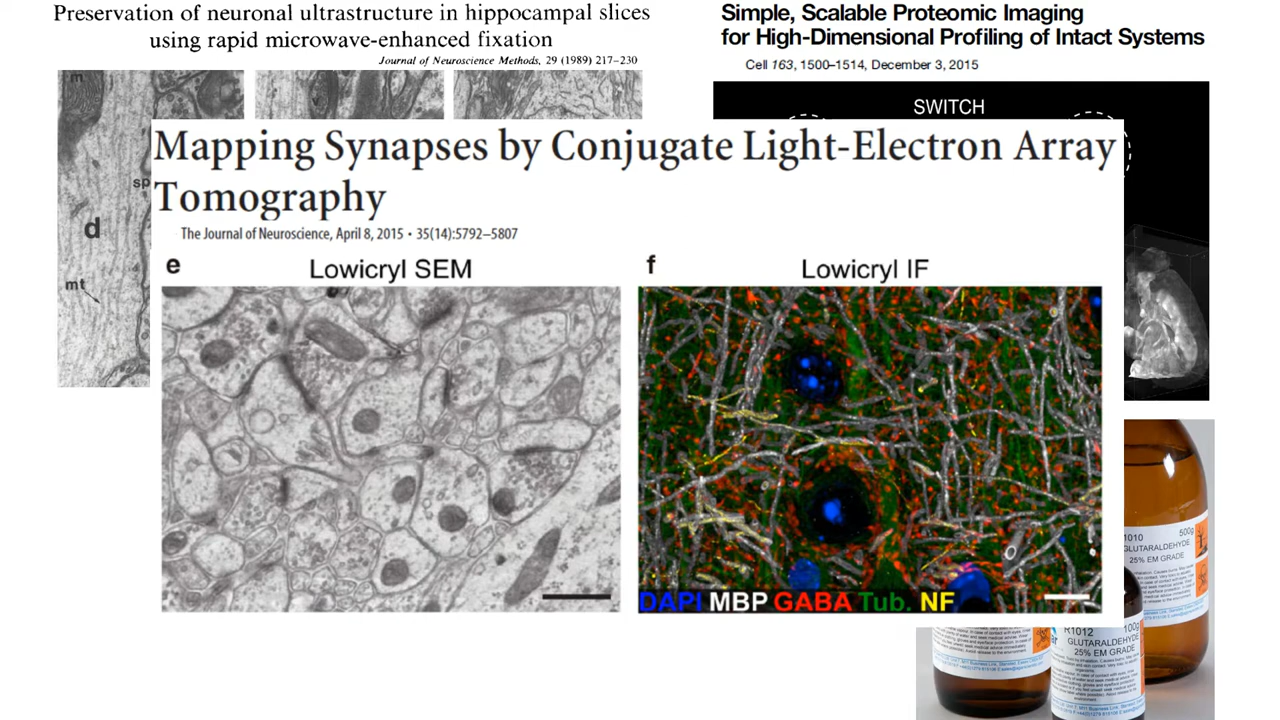 Preservation of neuronal ultrastructure in hippocampal slices
using rapid microwave-enhanced fixation
Journal of Neuroscience Methods, 29 (1989) 217–230
Simple, Scalable Proteomic Imaging
for High-Dimensional Profiling of Intact Systems
Cell 163, 1500–1514, December 3, 2015
SWITCH
m
v
sp
d
mt
Mapping Synapses by Conjugate Light-Electron Array
Tomography
The Journal of Neuroscience, April 8, 2015 • 35(14):5792–5807
e Lowicryl SEM
f Lowicryl IF
DAPI MBP GABA Tub. NF
1010 500g
GLUTARALDEHYDE
25% EM GRADE
R1012 100g
GLUTARALDEHYDE
25% EM GRADE